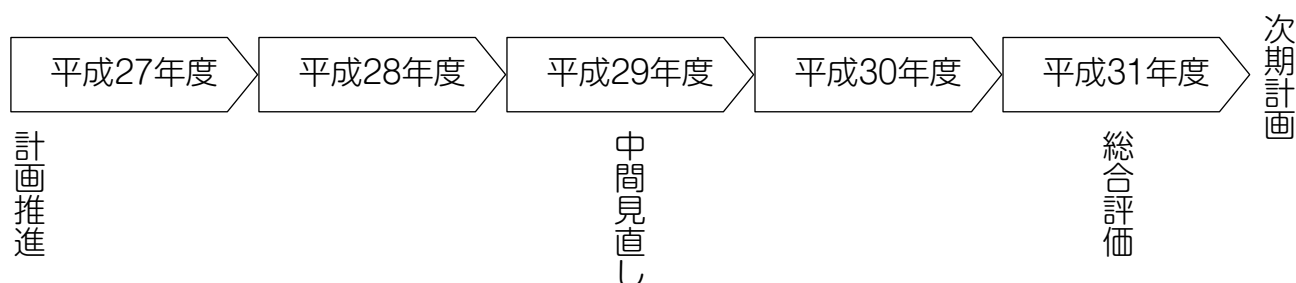 平成27年度
平成28年度
平成29年度
平成30年度
平成31年度
次期計画
計画推進
中間見直し
総合評価